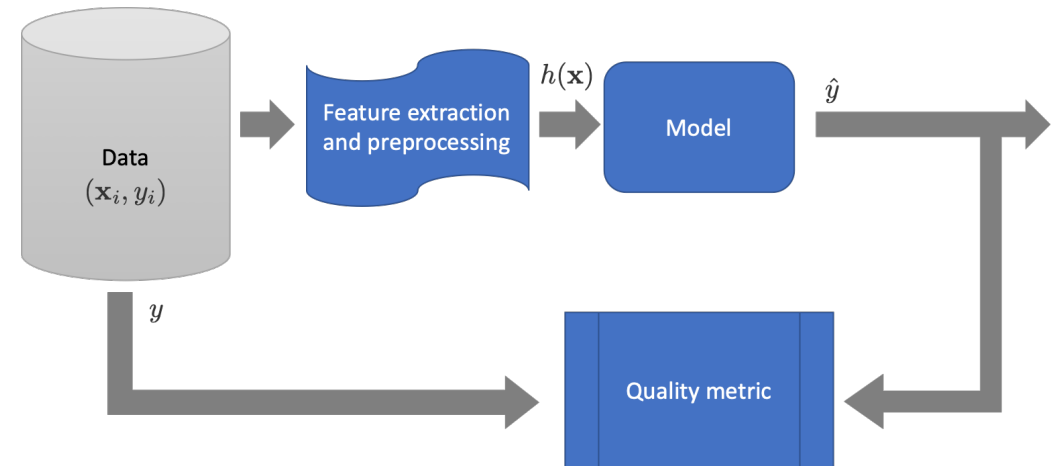 h(𝐱)
ŷ
Feature extraction
and preprocessing
Model
Data
(𝐱ᵢ, yᵢ)
y
Quality metric